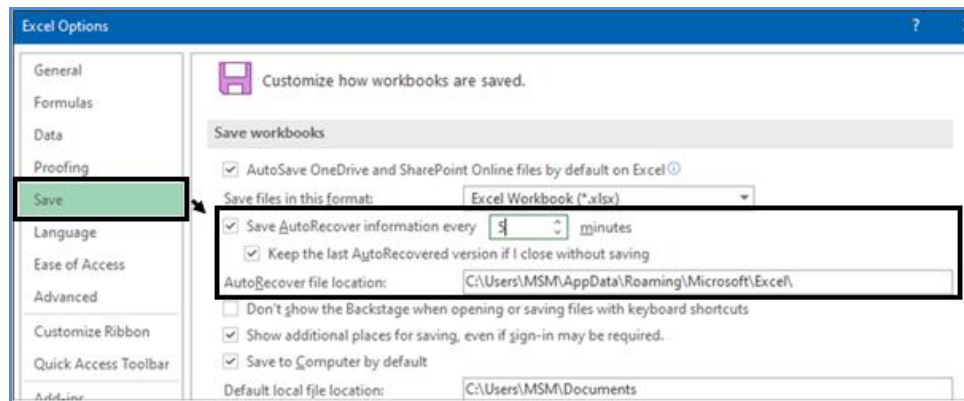 Excel Options ?
General
Formulas
Data
Proofing
Save
Language
Ease of Access
Advanced
Customize Ribbon
Quick Access Toolbar
Add-ins
Customize how workbooks are saved.
Save workbooks
AutoSave OneDrive and SharePoint Online files by default on Excel
Save files in this format: Excel Workbook (*.xlsx)
Save AutoRecover information every 5 minutes
Keep the last AutoRecovered version if I close without saving
AutoRecover file location: C:\Users\MSM\AppData\Roaming\Microsoft\Excel\
Don't show the Backstage when opening or saving files with keyboard shortcuts
Show additional places for saving, even if sign-in may be required.
Save to Computer by default
Default local file location: C:\Users\MSM\Documents